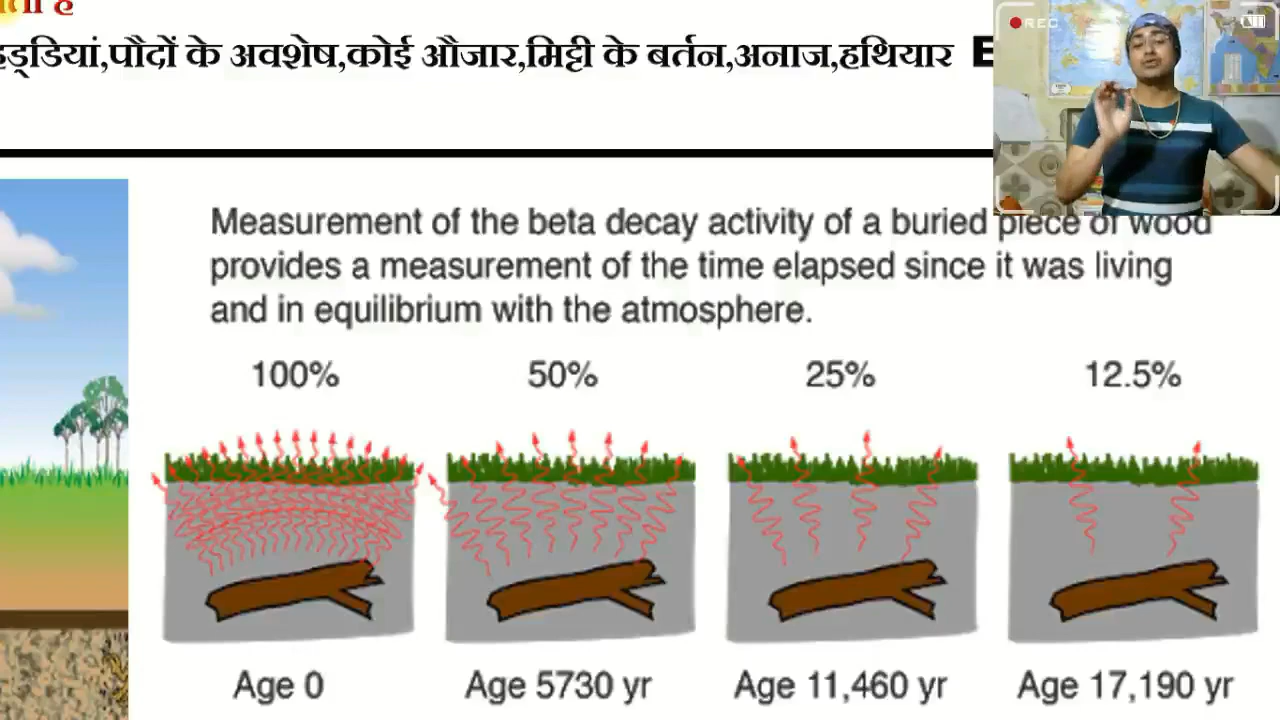 हड्डियां,पौदों के अवशेष,कोई औजार,मिट्टी के बर्तन,अनाज,हथियार
REC
Measurement of the beta decay activity of a buried piece of wood
provides a measurement of the time elapsed since it was living
and in equilibrium with the atmosphere.
100% 50% 25% 12.5%
Age 0 Age 5730 yr Age 11,460 yr Age 17,190 yr